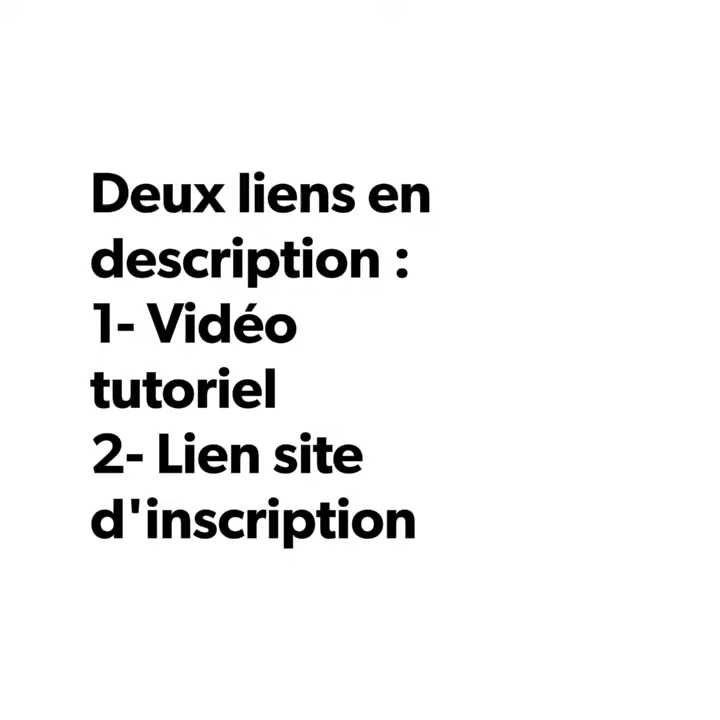 Deux liens en
description :
1- Vidéo
tutoriel
2- Lien site
d'inscription